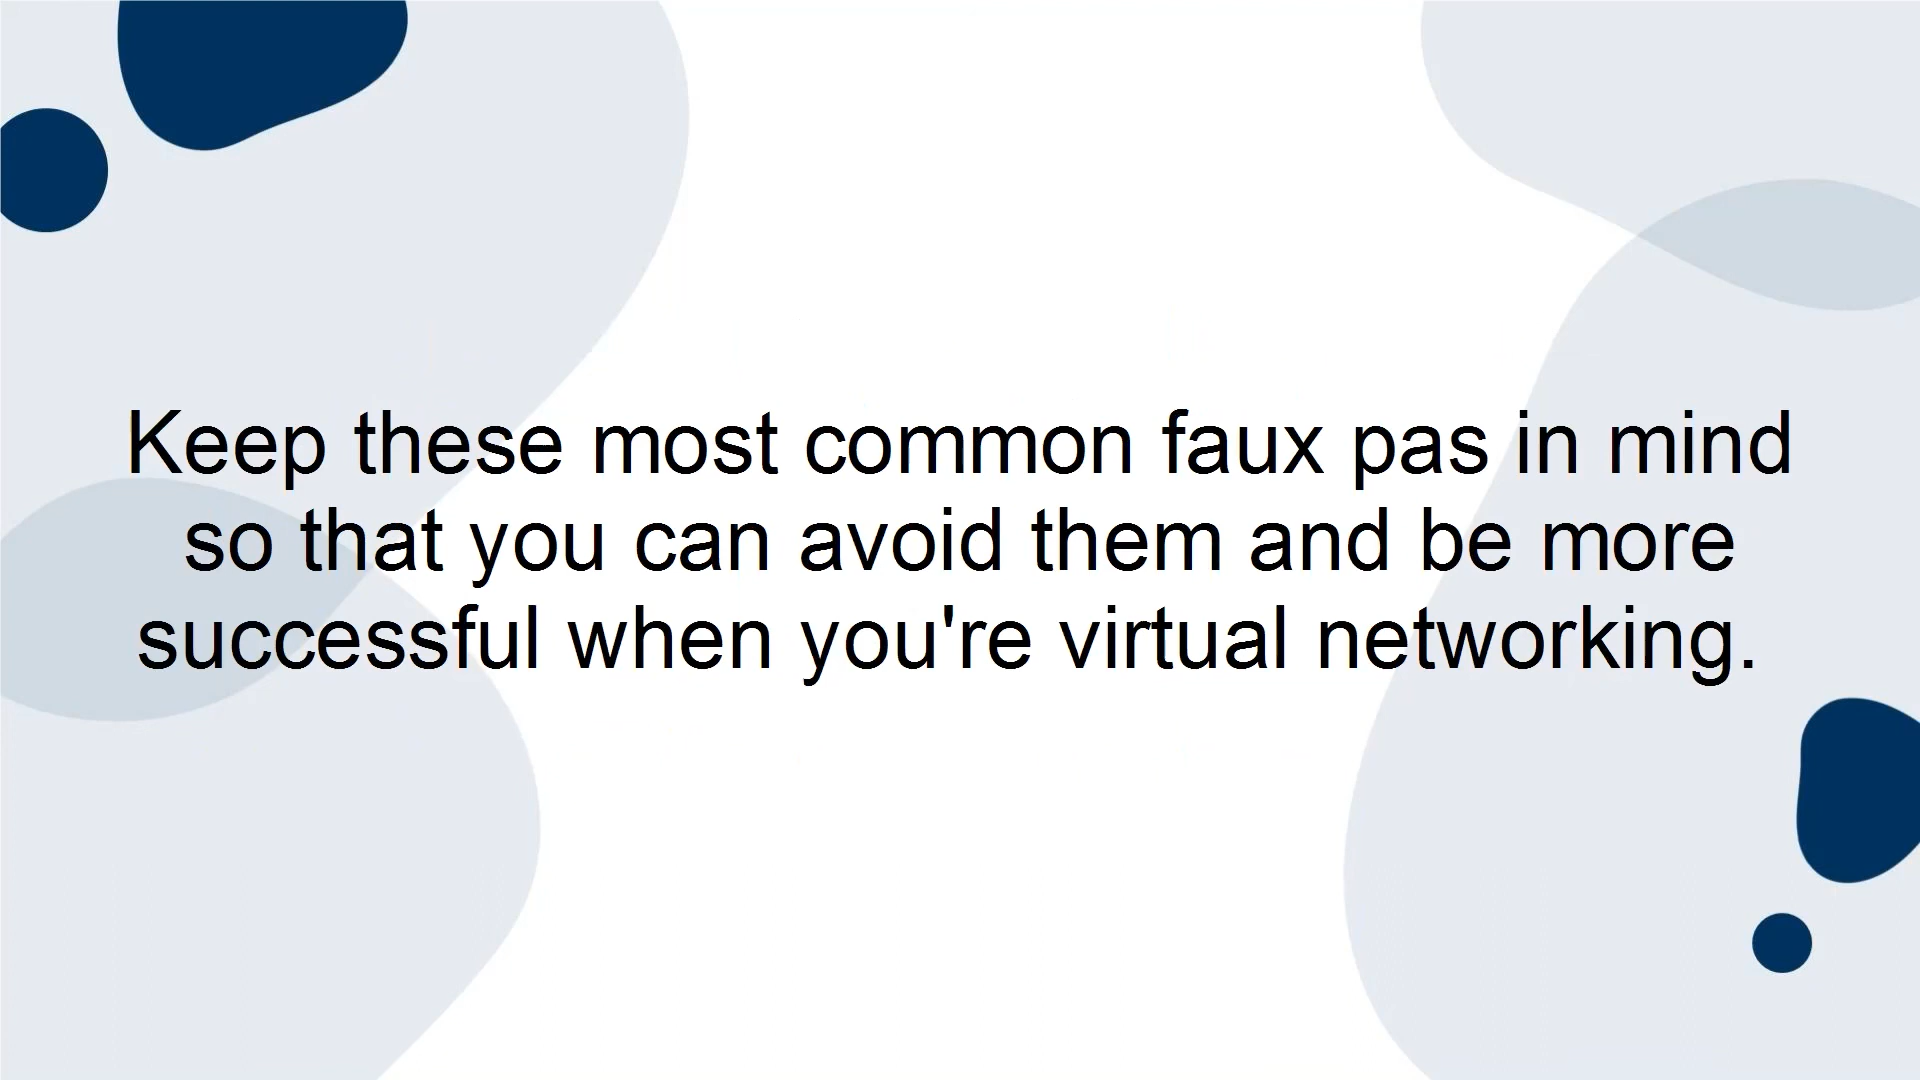 Keep these most common faux pas in mind
so that you can avoid them and be more
successful when you're virtual networking.